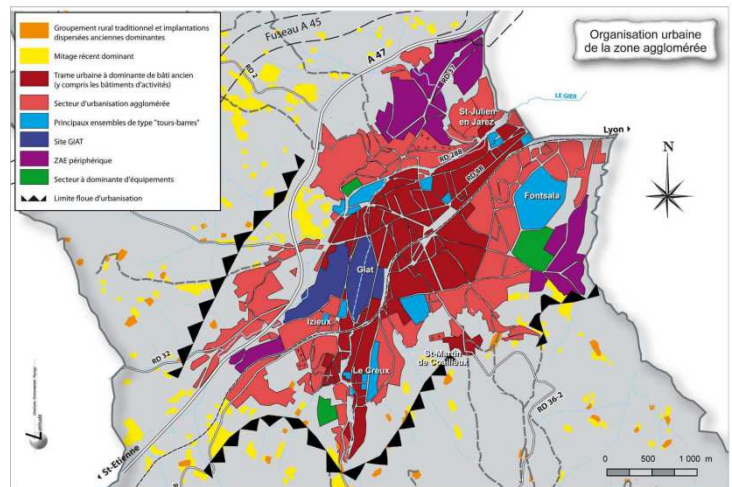 Groupement rural traditionnel et implantations
dispersées anciennes dominantes
Mitage récent dominant
Trame urbaine à dominante de bâti ancien
(y compris les bâtiments d'activités)
Secteur d'urbanisation agglomérée
Principaux ensembles de type "tours-barres"
Site GIAT
ZAE périphérique
Secteur à dominante d'équipements
Limite floue d'urbanisation
Organisation urbaine
de la zone agglomérée
Fuseau A 45
A 47
RD 2
RD 37
St-Julien
en Jarez
LE GIER
Lyon
RD 288
RD 88
N
Fontsala
Giat
Izieux
RD 32
Le Creux
St-Martin
de Coailleux
RD 36-2
St-Etienne
Latitude
0 500 1 000 m